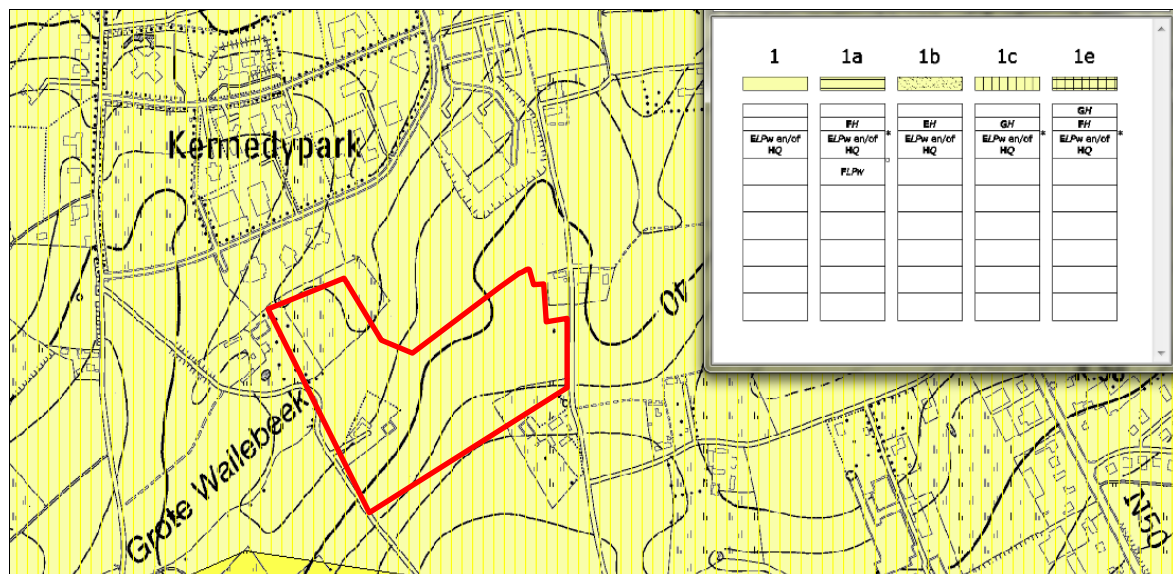 1 1a 1b 1c 1e
GH
FH EH GH FH
ELPw en/of ELPw en/of * ELPw en/of ELPw en/of * ELPw en/of *
HQ HQ HQ HQ HQ
FLPw
Kennedypark
40
Grote Wallebeek
N50